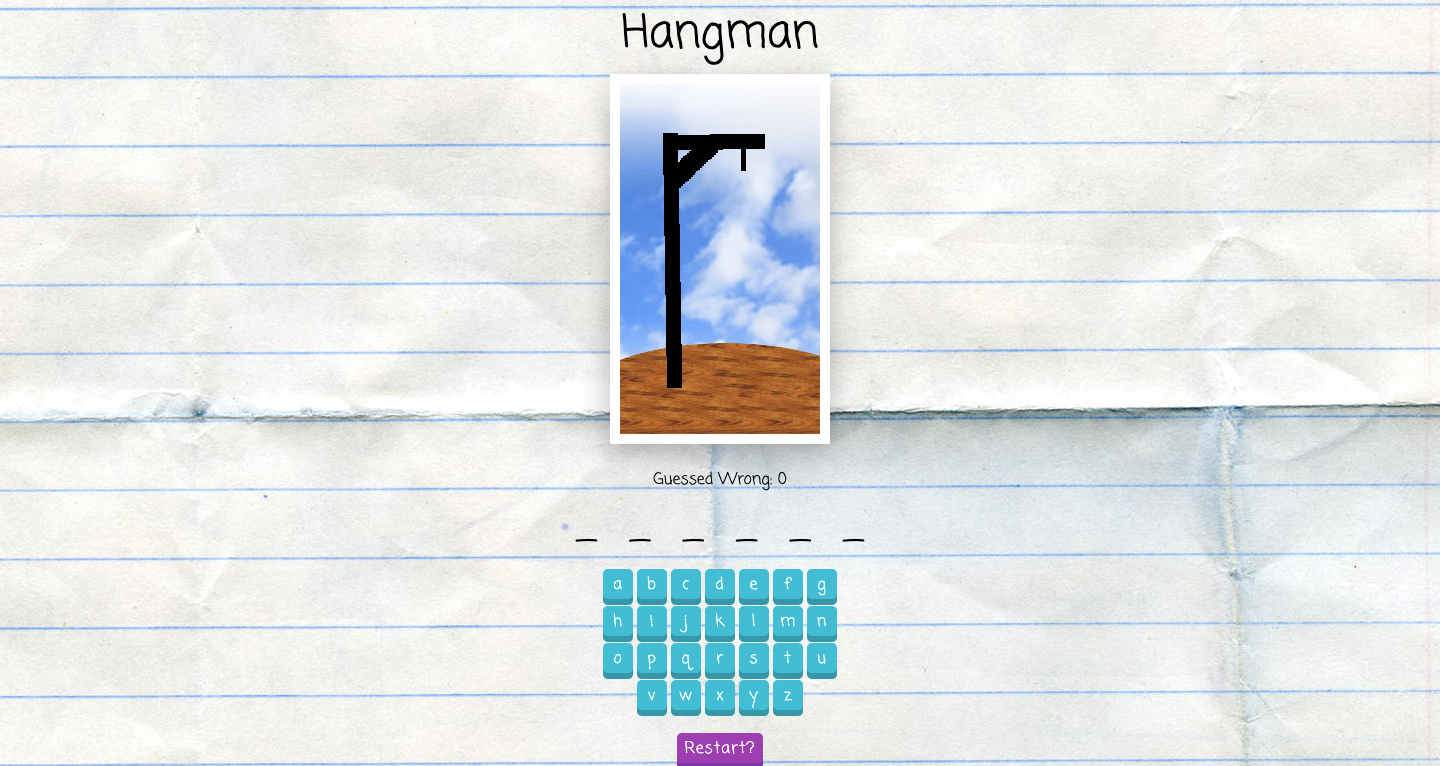 Hangman
Guessed Wrong: 0
_ _ _ _ _ _
a b c d e f g
h i j k l m n
o p q r s t u
v w x y z
Restart?